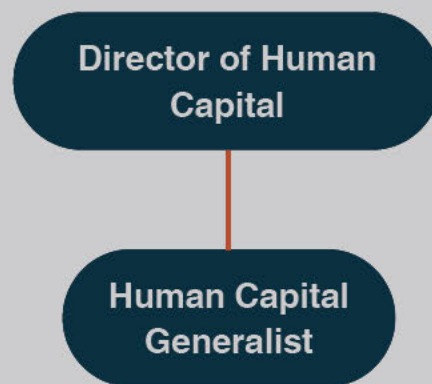 Director of Human
Capital
Human Capital
Generalist